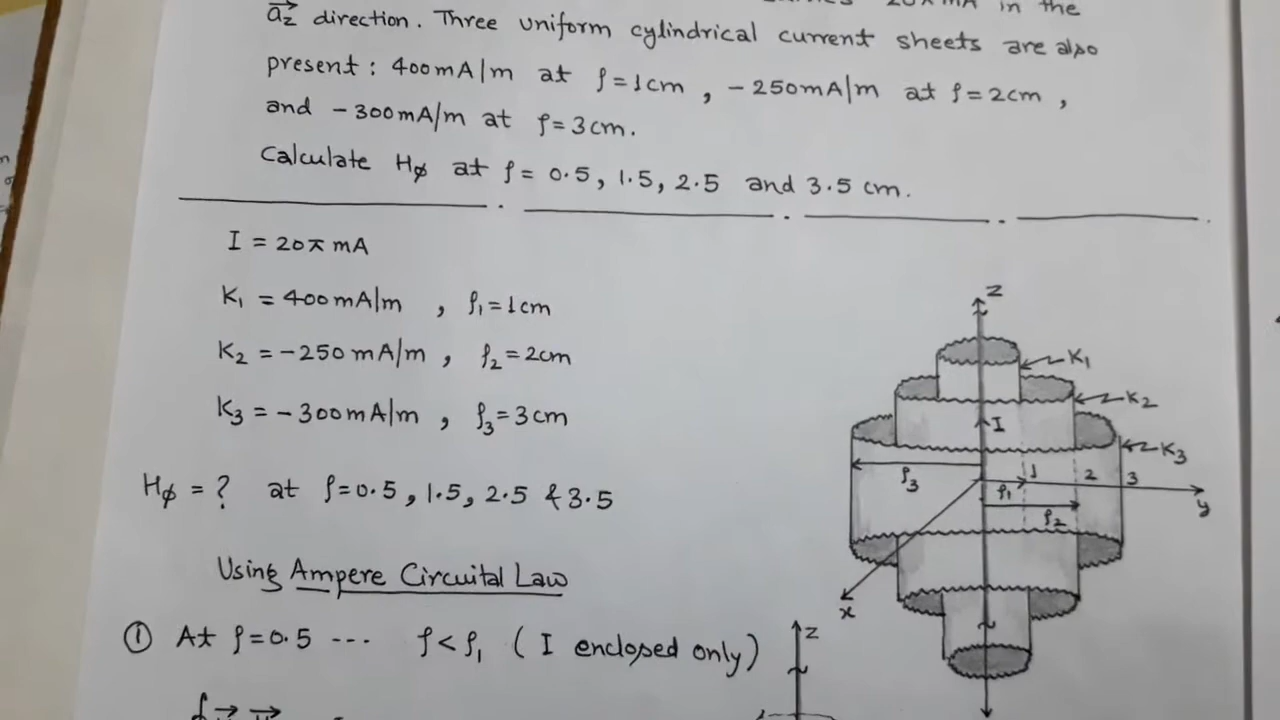 20π mA in the
a⃗z direction. Three uniform cylindrical current sheets are also
present : 400mA/m at ρ=1cm , -250mA/m at ρ=2cm ,
and -300mA/m at ρ=3cm.
Calculate Hϕ at ρ= 0.5, 1.5, 2.5 and 3.5 cm.
I = 20π mA
K₁ = 400mA/m , ρ₁=1cm
K₂ = -250mA/m , ρ₂=2cm
K₃ = -300mA/m , ρ₃=3cm
Hϕ = ? at ρ=0.5, 1.5, 2.5 & 3.5
Using Ampere Circuital Law
① At ρ=0.5 --- ρ<ρ₁ ( I enclosed only)
z
K₁
K₂
I
K₃
ρ₃
1
2
3
ρ₁
ρ₂
y
x
z